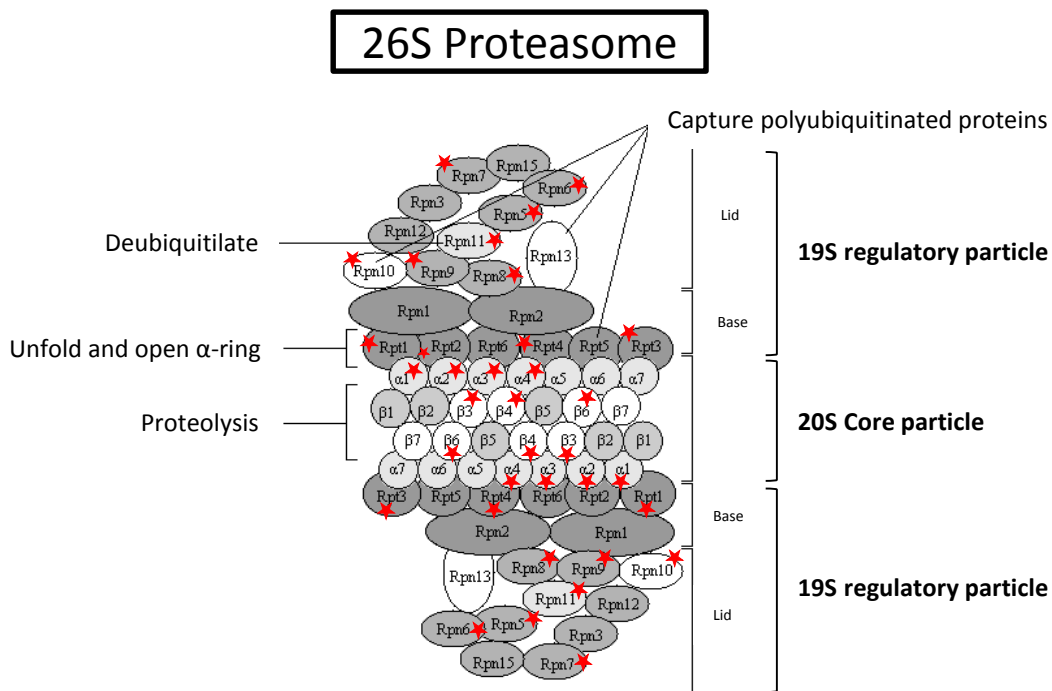 26S Proteasome
Capture polyubiquitinated proteins
Rpn15
Rpn7
Rpn6
Rpn3
Rpn5
Lid
Rpn12
Deubiquitilate
Rpn11
Rpn13
19S regulatory particle
Rpn10
Rpn9
Rpn8
Rpn1
Rpn2
Base
Unfold and open α-ring
Rpt1 Rpt2 Rpt6 Rpt4 Rpt5 Rpt3
α1 α2 α3 α4 α5 α6 α7
β1 β2 β3 β4 β5 β6 β7
Proteolysis
20S Core particle
β7 β6 β5 β4 β3 β2 β1
α7 α6 α5 α4 α3 α2 α1
Rpt3 Rpt5 Rpt4 Rpt6 Rpt2 Rpt1
Base
Rpn2 Rpn1
Rpn13 Rpn8 Rpn9 Rpn10
19S regulatory particle
Rpn11 Rpn12
Lid
Rpn6 Rpn5 Rpn3
Rpn15 Rpn7